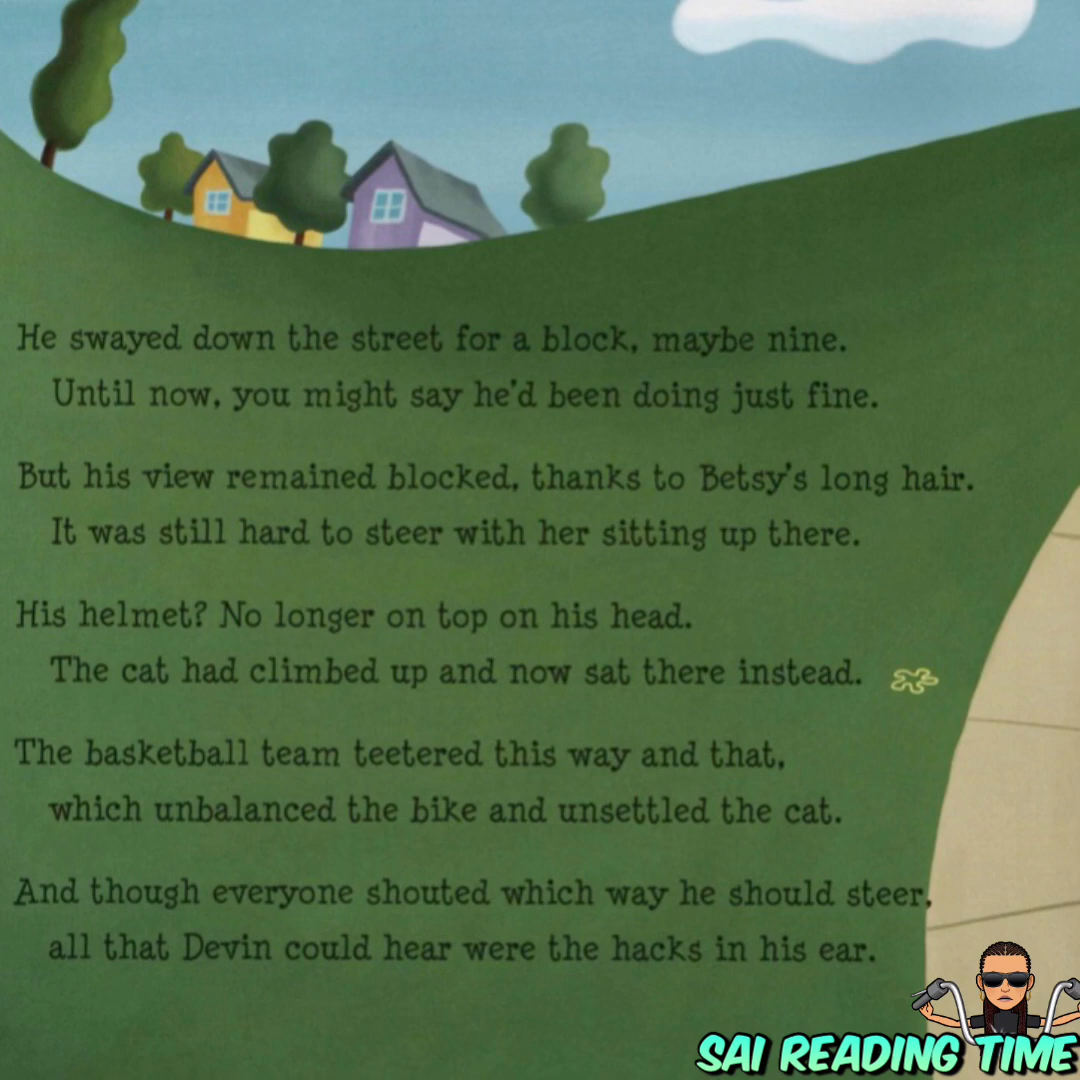 He swayed down the street for a block, maybe nine.
Until now, you might say he'd been doing just fine.
But his view remained blocked, thanks to Betsy's long hair.
It was still hard to steer with her sitting up there.
His helmet? No longer on top on his head.
The cat had climbed up and now sat there instead.
The basketball team teetered this way and that,
which unbalanced the bike and unsettled the cat.
And though everyone shouted which way he should steer,
all that Devin could hear were the hacks in his ear.
SAI READING TIME